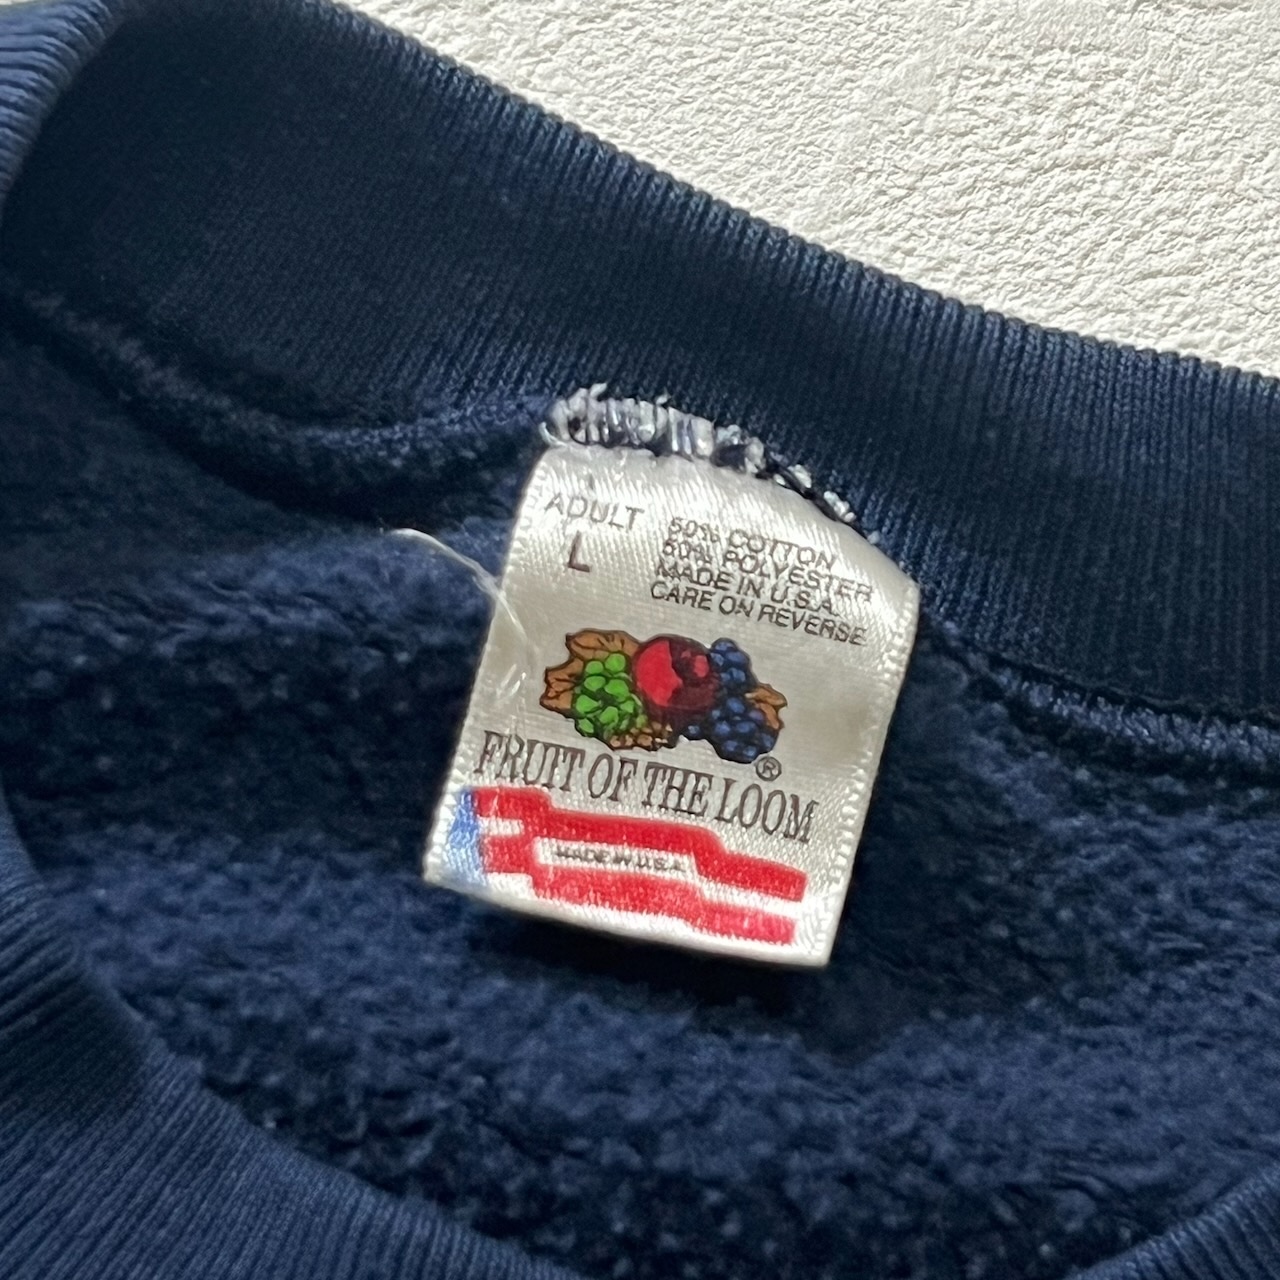 ADULT
L
50% COTTON
50% POLYESTER
MADE IN U.S.A.
CARE ON REVERSE
FRUIT OF THE LOOM®
MADE IN U.S.A.